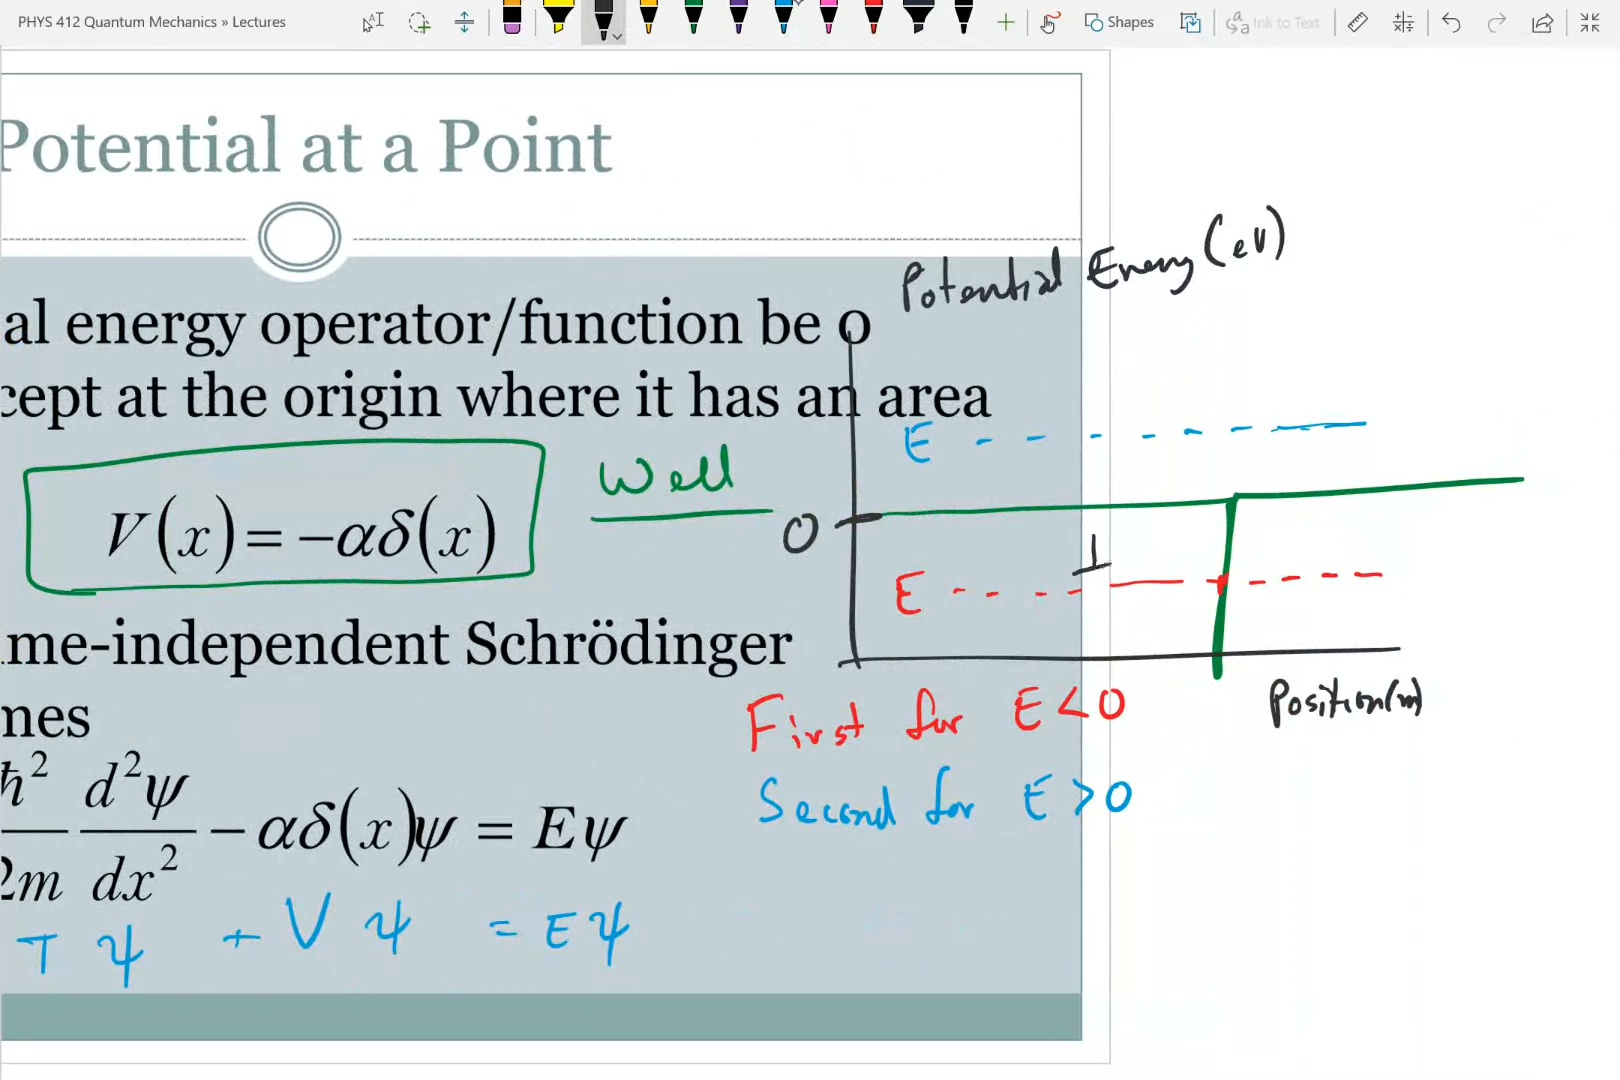 PHYS 412 Quantum Mechanics » Lectures
Shapes
Ink to Text
Potential at a Point
Potential Energy (eV)
al energy operator/function be 0
cept at the origin where it has an area
E
Well
V(x) = −αδ(x)
0
I
E
me-independent Schrödinger
nes
First for E<0
Position(m)
Second for E>0
ħ² d²ψ
2m dx² − αδ(x)ψ = Eψ
T ψ + V ψ = E ψ